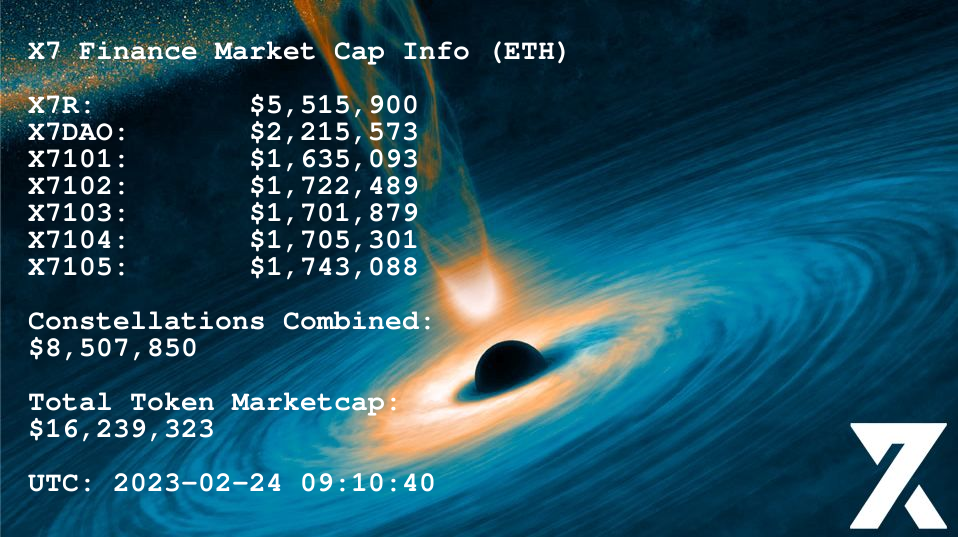 X7 Finance Market Cap Info (ETH)
X7R: $5,515,900
X7DAO: $2,215,573
X7101: $1,635,093
X7102: $1,722,489
X7103: $1,701,879
X7104: $1,705,301
X7105: $1,743,088
Constellations Combined:
$8,507,850
Total Token Marketcap:
$16,239,323
UTC: 2023-02-24 09:10:40